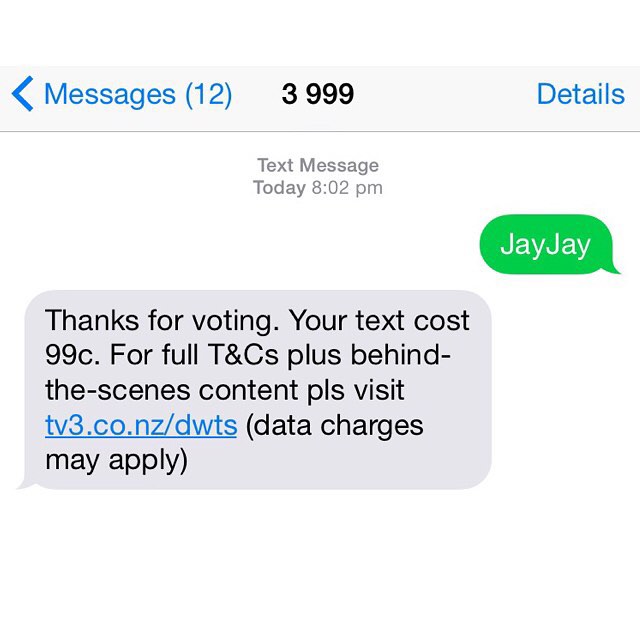 Messages (12) 3 999 Details
Text Message
Today 8:02 pm
JayJay
Thanks for voting. Your text cost
99c. For full T&Cs plus behind-
the-scenes content pls visit
tv3.co.nz/dwts (data charges
may apply)